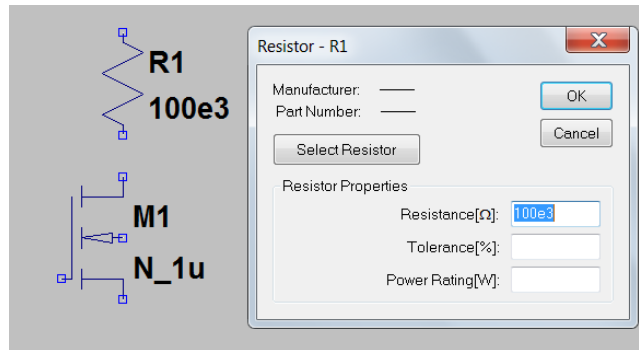 R1
100e3
M1
N_1u
Resistor - R1
Manufacturer: ——
Part Number: ——
OK
Cancel
Select Resistor
Resistor Properties
Resistance[Ω]: 100e3
Tolerance[%]:
Power Rating[W]: